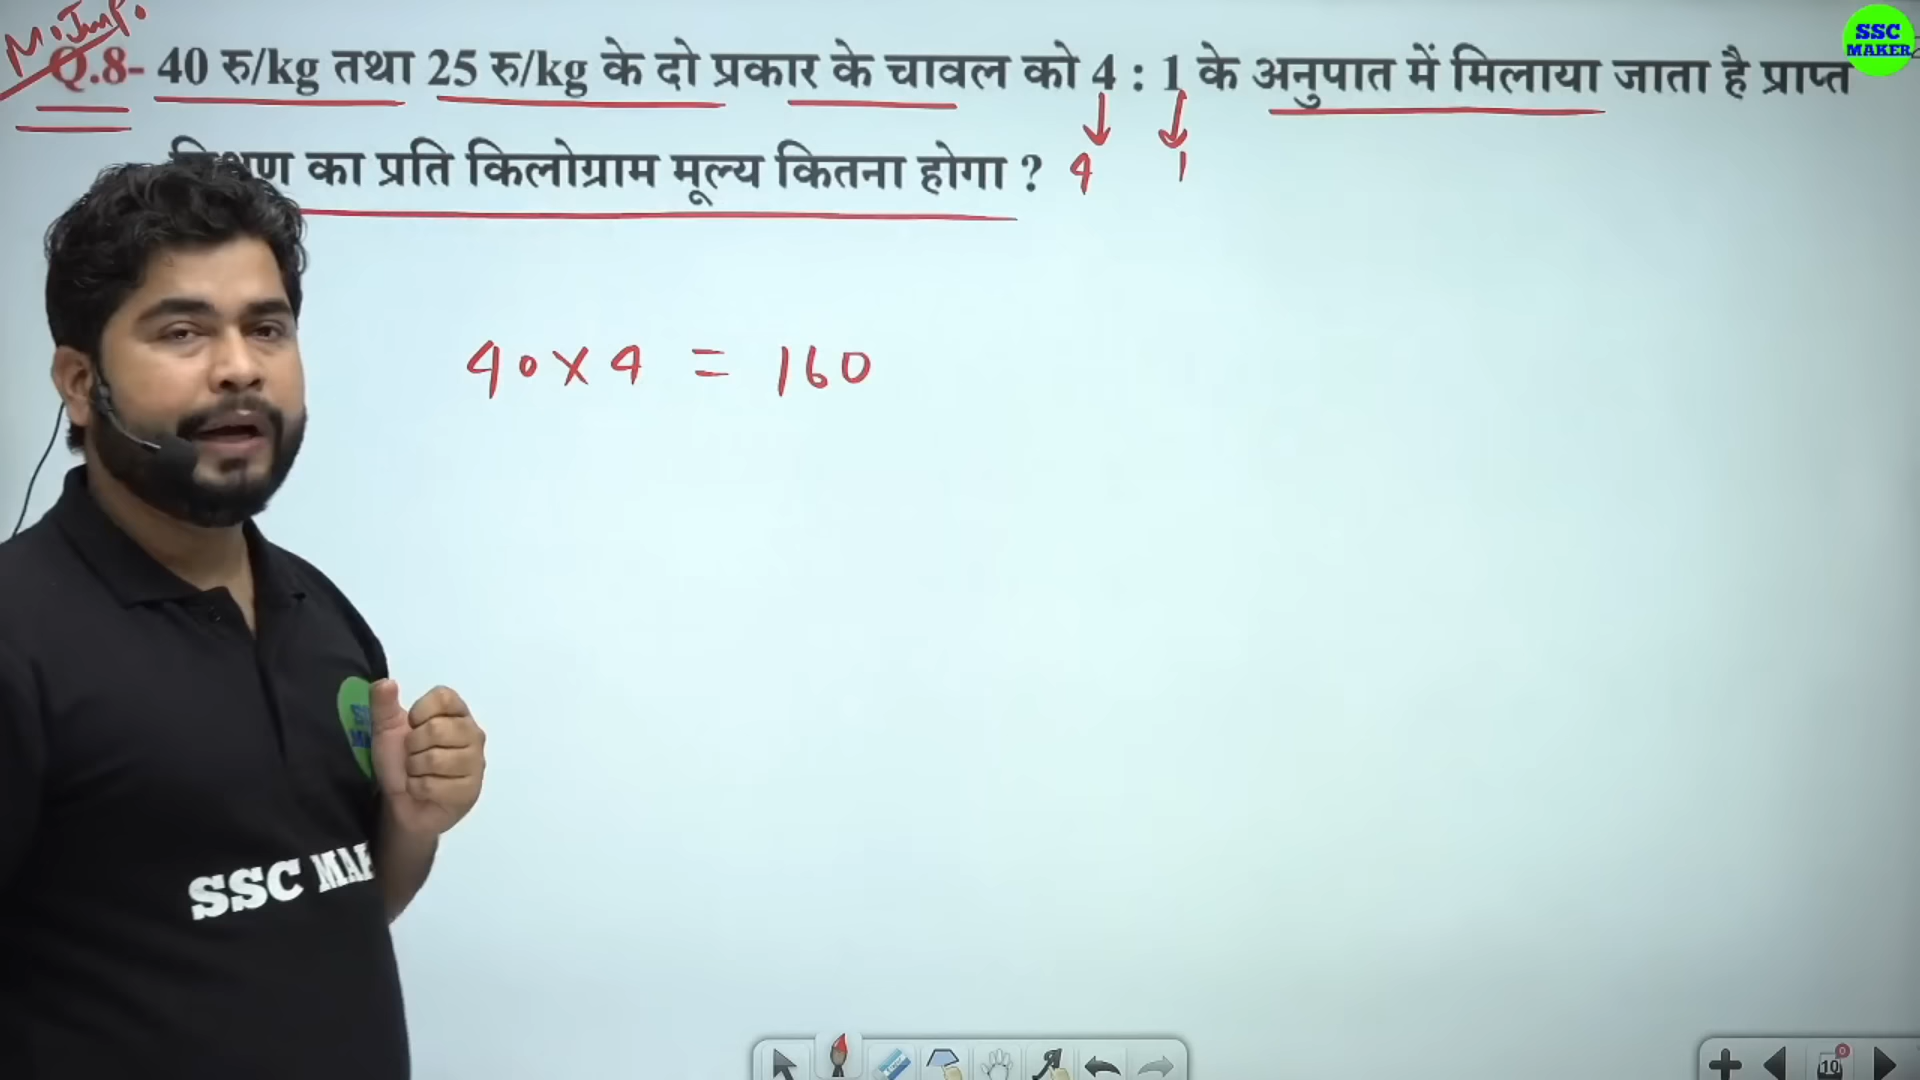 M. Imp.
SSC
MAKER
Q.8- 40 रु/kg तथा 25 रु/kg के दो प्रकार के चावल को 4 : 1 के अनुपात में मिलाया जाता है प्राप्त
का प्रति किलोग्राम मूल्य कितना होगा ? 4 1
40 x 4 = 160
SSC
10